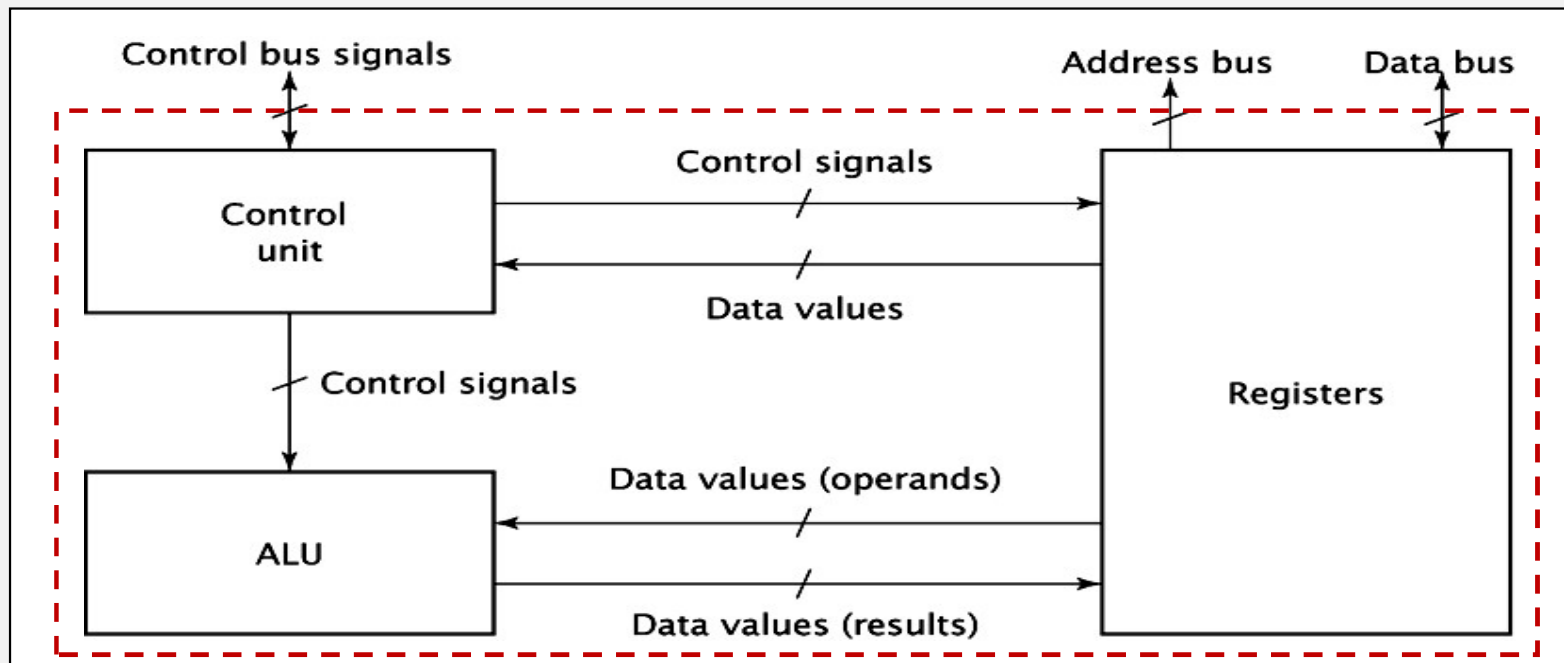 Control bus signals
Address bus
Data bus
Control signals
Control
unit
Data values
Control signals
Registers
Data values (operands)
ALU
Data values (results)